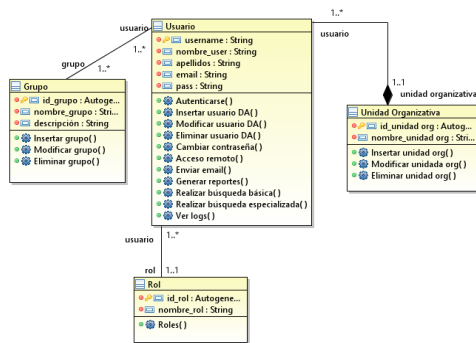 1..*
usuario
Usuario
usuario
1..*
username : String
nombre_user : String
apellidos : String
email : String
pass : String
Autenticarse( )
Insertar usuario DA( )
Modificar usuario DA( )
Eliminar usuario DA( )
Cambiar contraseña( )
Acceso remoto( )
Enviar email( )
Generar reportes( )
Realizar búsqueda básica( )
Realizar búsqueda especializada( )
Ver logs( )
grupo
1..*
Grupo
id_grupo : Autoge...
nombre_grupo : Stri...
descripción : String
Insertar grupo( )
Modificar grupo( )
Eliminar grupo( )
1..1
unidad organizativa
Unidad Organizativa
id_unidad org : Autog...
nombre_unidad org : Stri...
Insertar unidad org( )
Modificar unidada org( )
Eliminar unidad org( )
usuario
1..*
rol
1..1
Rol
id_rol : Autogene...
nombre_rol : String
Roles( )